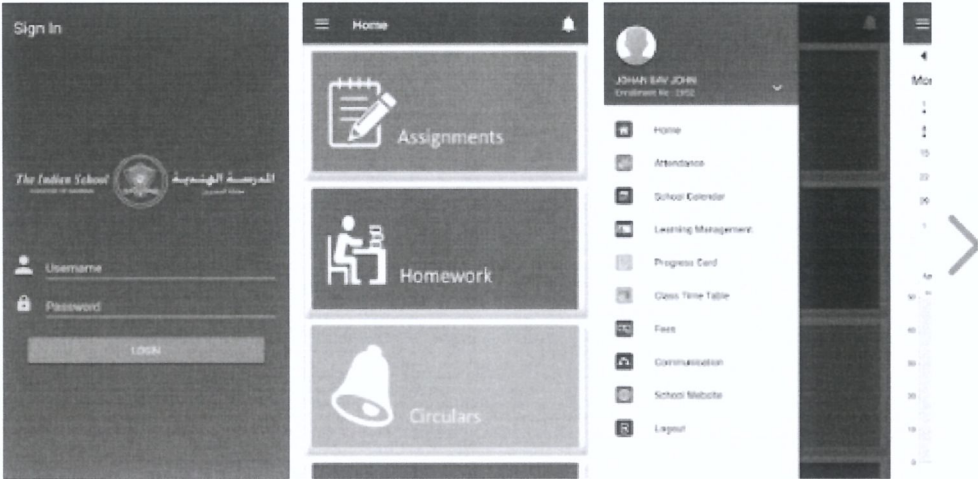 Sign In
The Indian School
المدرسة الهندية
Username
Password
LOGIN
Home
Assignments
Homework
Circulars
Home
Attendance
School Calendar
Learning Management
Progress Card
Class Time Table
Fees
Communication
School Website
Logout
Mon